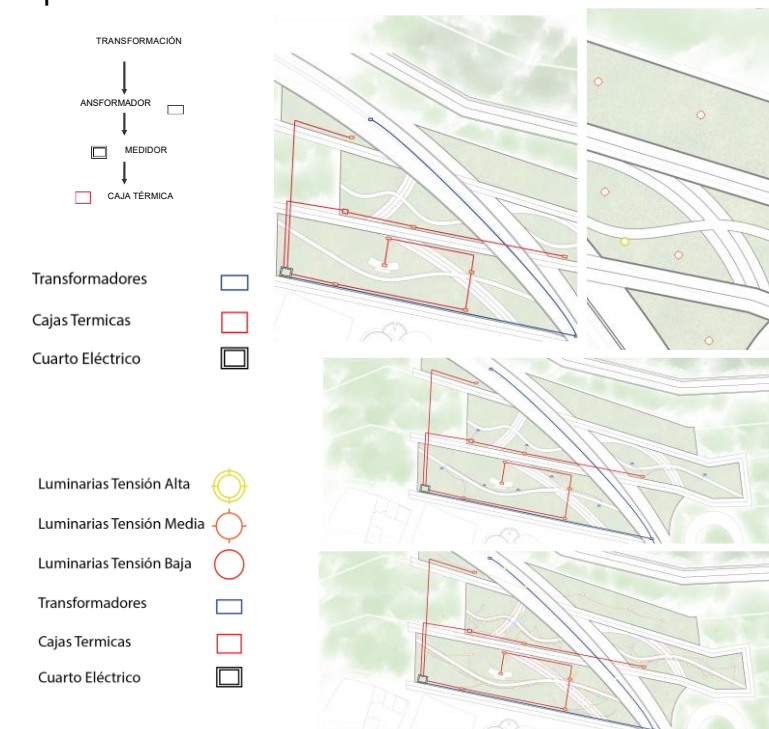 TRANSFORMACIÓN
ANSFORMADOR
MEDIDOR
CAJA TÉRMICA
Transformadores
Cajas Termicas
Cuarto Eléctrico
Luminarias Tensión Alta
Luminarias Tensión Media
Luminarias Tensión Baja
Transformadores
Cajas Termicas
Cuarto Eléctrico